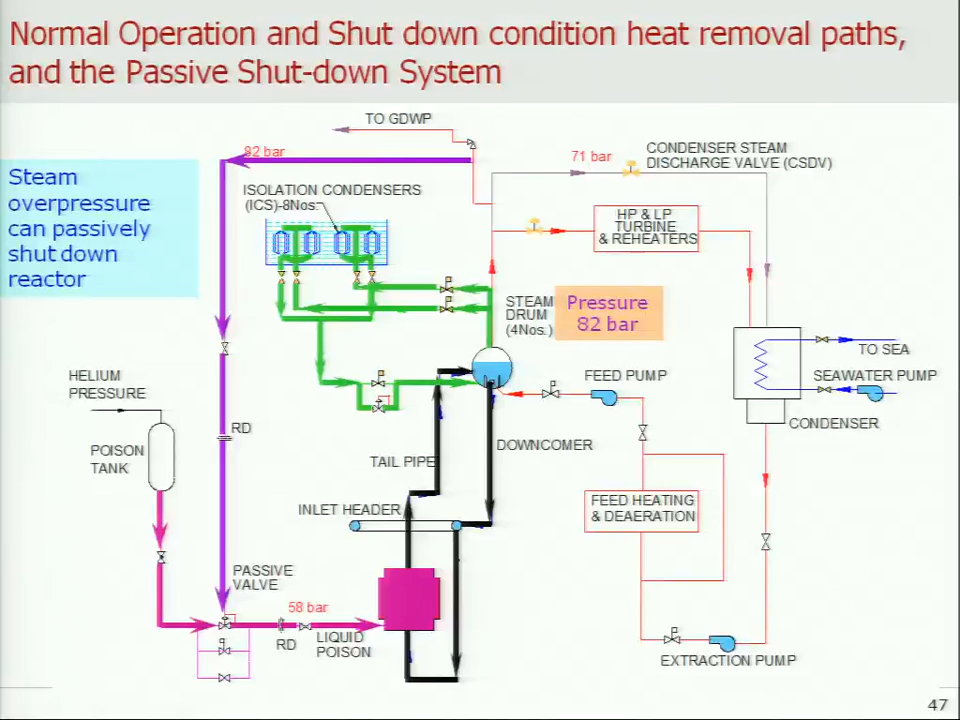 Normal Operation and Shut down condition heat removal paths,
and the Passive Shut-down System
TO GDWP
82 bar
71 bar
CONDENSER STEAM
DISCHARGE VALVE (CSDV)
Steam
overpressure
can passively
shut down
reactor
ISOLATION CONDENSERS
(ICS)-8Nos.
HP & LP
TURBINE
& REHEATERS
STEAM
DRUM
(4Nos.)
Pressure
82 bar
TO SEA
SEAWATER PUMP
HELIUM
PRESSURE
FEED PUMP
CONDENSER
RD
POISON
TANK
DOWNCOMER
TAIL PIPE
INLET HEADER
FEED HEATING
& DEAERATION
PASSIVE
VALVE
58 bar
RD
LIQUID
POISON
EXTRACTION PUMP
47